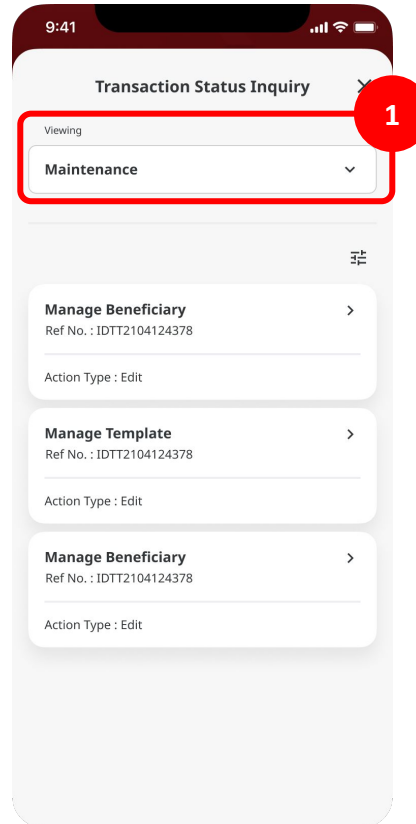 9:41
Transaction Status Inquiry
1
Viewing
Maintenance
Manage Beneficiary
Ref No. : IDTT2104124378
Action Type : Edit
Manage Template
Ref No. : IDTT2104124378
Action Type : Edit
Manage Beneficiary
Ref No. : IDTT2104124378
Action Type : Edit